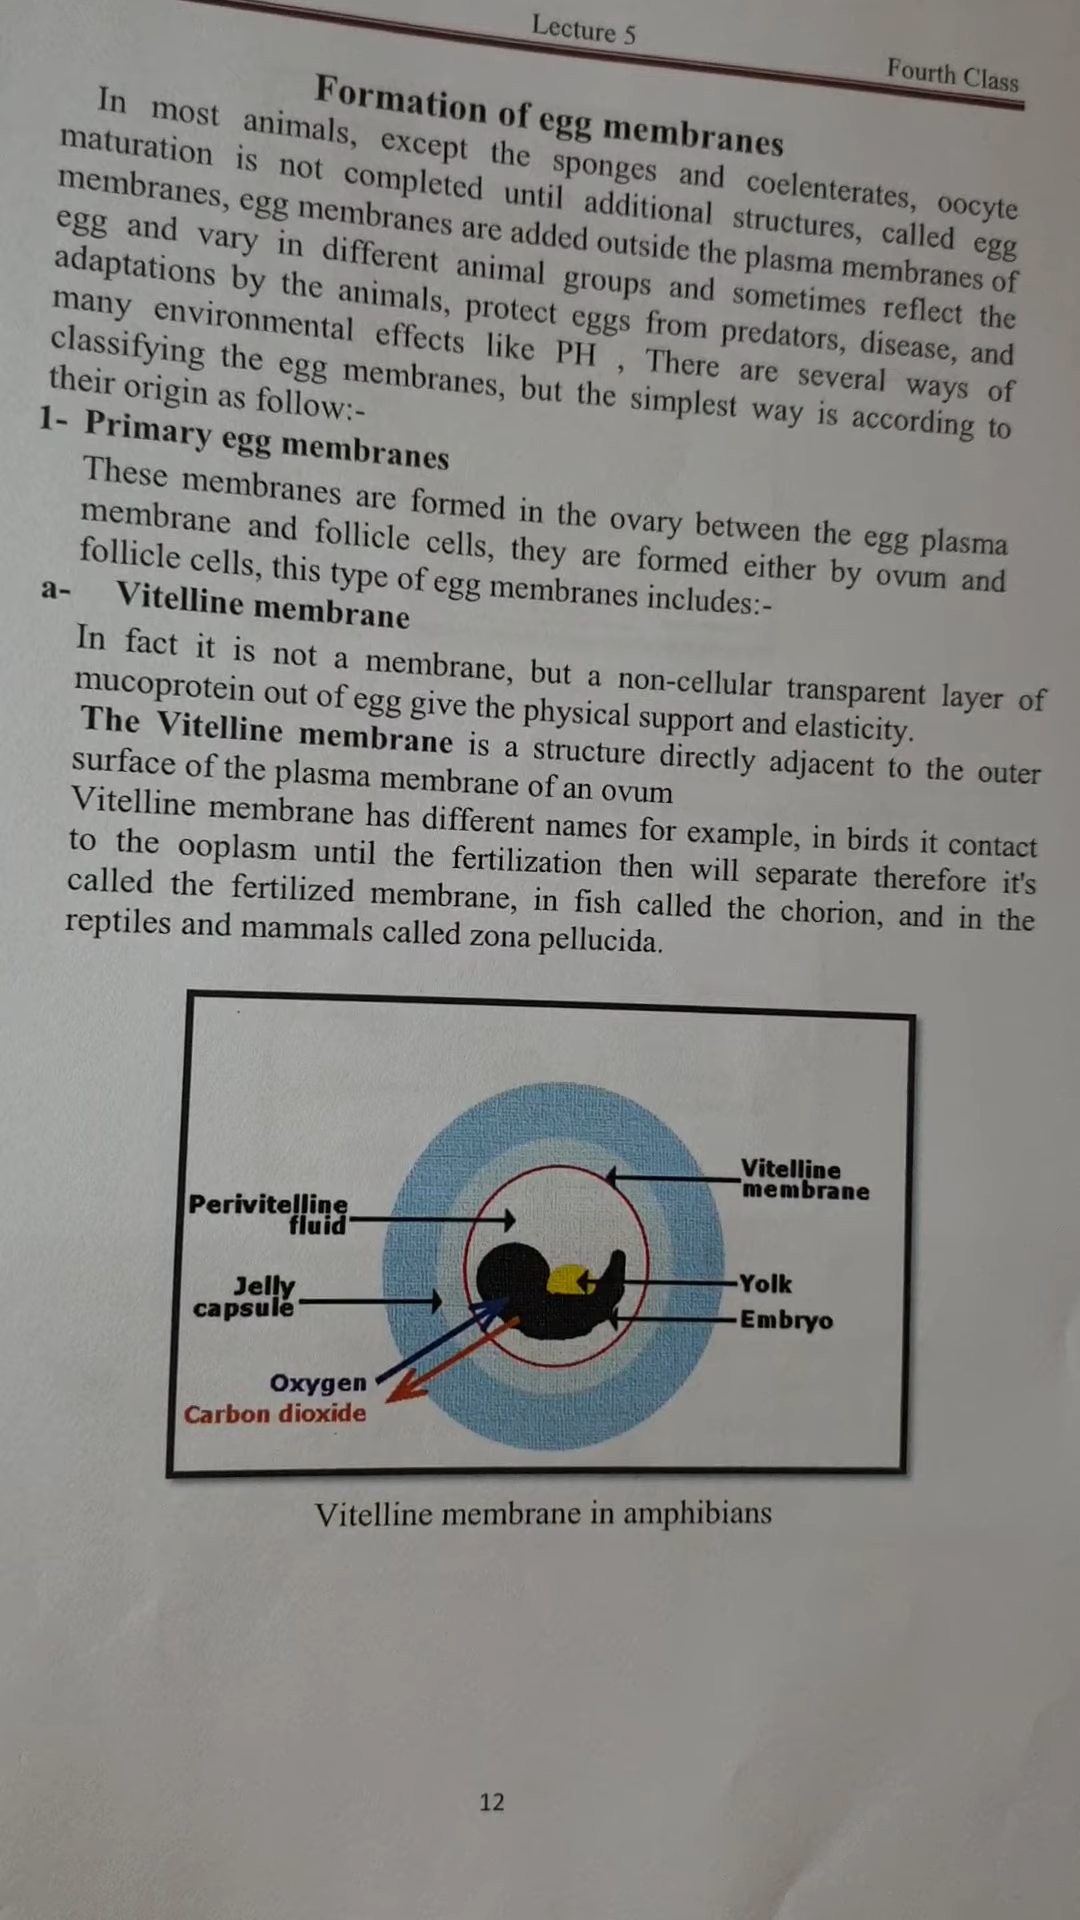 Lecture 5
Fourth Class
Formation of egg membranes
In most animals, except the sponges and coelenterates, oocyte
maturation is not completed until additional structures, called egg
membranes, egg membranes are added outside the plasma membranes of
egg and vary in different animal groups and sometimes reflect the
adaptations by the animals, protect eggs from predators, disease, and
many environmental effects like PH , There are several ways of
classifying the egg membranes, but the simplest way is according to
their origin as follow:-
1- Primary egg membranes
These membranes are formed in the ovary between the egg plasma
membrane and follicle cells, they are formed either by ovum and
follicle cells, this type of egg membranes includes:-
a- Vitelline membrane
In fact it is not a membrane, but a non-cellular transparent layer of
mucoprotein out of egg give the physical support and elasticity.
The Vitelline membrane is a structure directly adjacent to the outer
surface of the plasma membrane of an ovum
Vitelline membrane has different names for example, in birds it contact
to the ooplasm until the fertilization then will separate therefore it's
called the fertilized membrane, in fish called the chorion, and in the
reptiles and mammals called zona pellucida.
Vitelline
membrane
Perivitelline
fluid
Jelly
capsule
Yolk
Embryo
Oxygen
Carbon dioxide
Vitelline membrane in amphibians
12